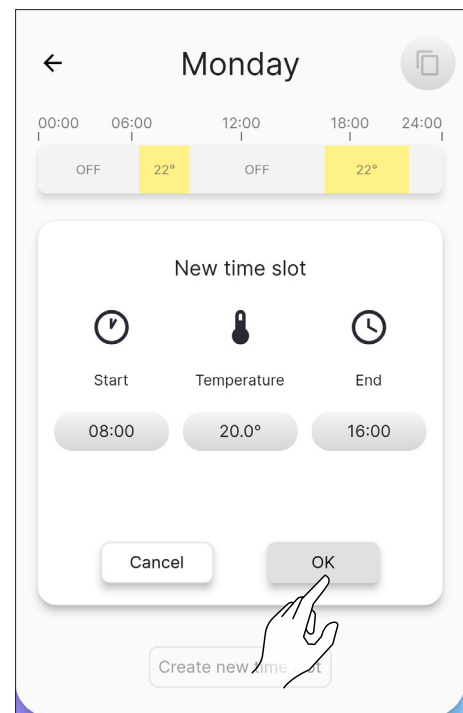 Monday
00:00 06:00 12:00 18:00 24:00
OFF 22° OFF 22°
New time slot
Start Temperature End
08:00 20.0° 16:00
Cancel OK
Create new time